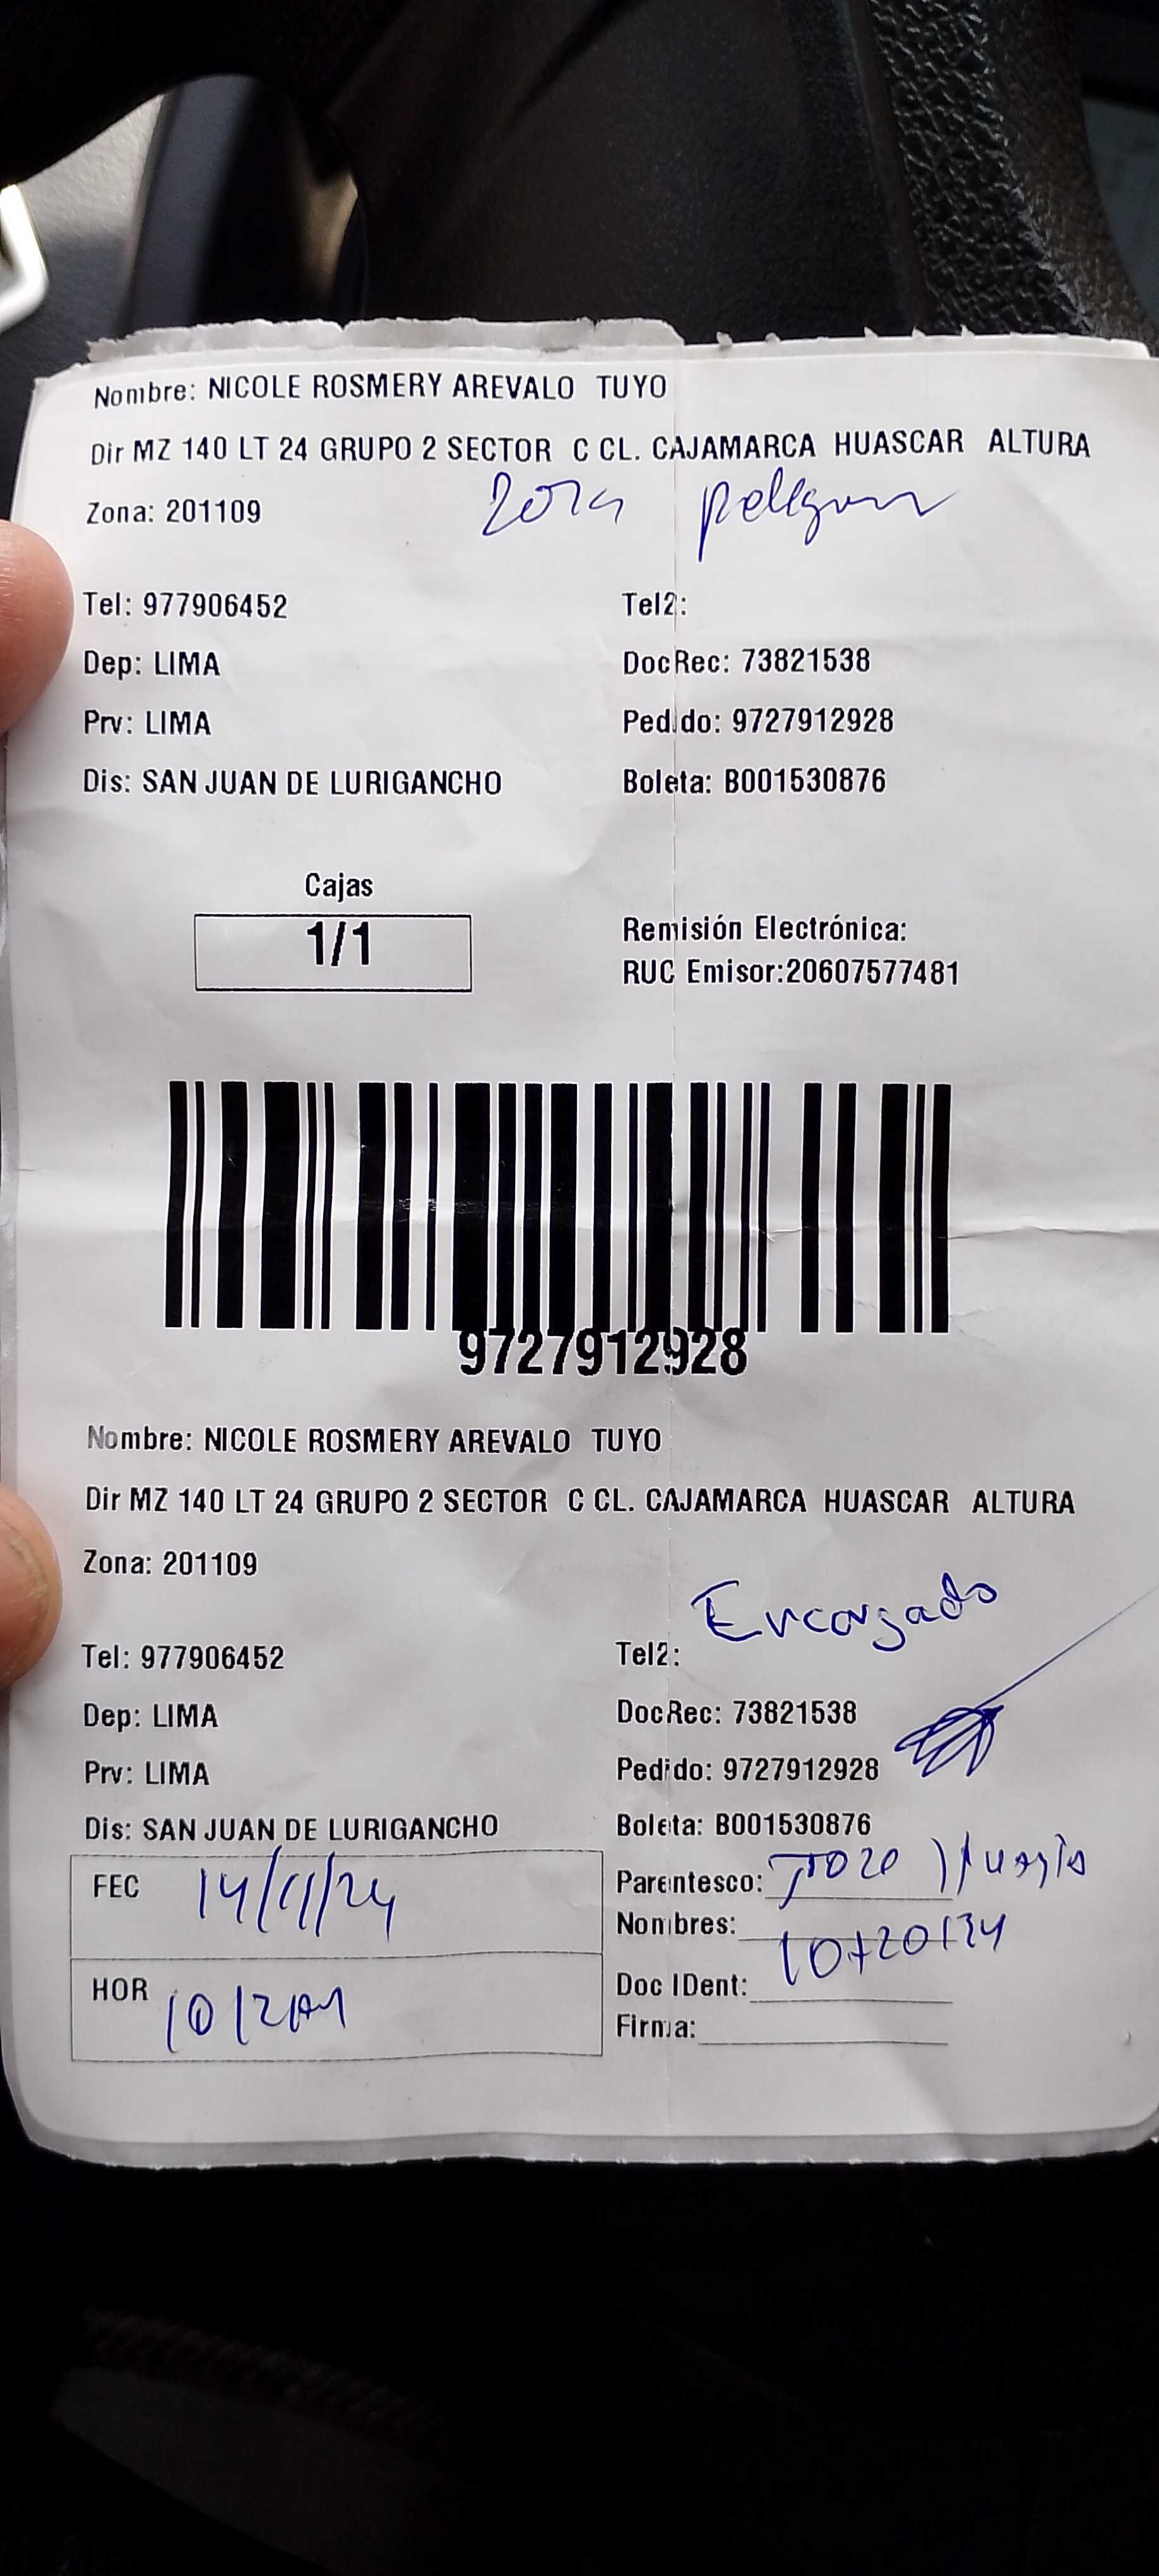 Nombre: NICOLE ROSMERY AREVALO TUYO
Dir MZ 140 LT 24 GRUPO 2 SECTOR C CL. CAJAMARCA HUASCAR ALTURA
Zona: 201109
Tel: 977906452 Tel2:
Dep: LIMA DocRec: 73821538
Prv: LIMA Pedido: 9727912928
Dis: SAN JUAN DE LURIGANCHO Boleta: B001530876
Cajas
1/1
Remisión Electrónica:
RUC Emisor:20607577481
9727912928
Nombre: NICOLE ROSMERY AREVALO TUYO
Dir MZ 140 LT 24 GRUPO 2 SECTOR C CL. CAJAMARCA HUASCAR ALTURA
Zona: 201109
Encargado
Tel: 977906452 Tel2:
Dep: LIMA DocRec: 73821538
Prv: LIMA Pedido: 9727912928
Dis: SAN JUAN DE LURIGANCHO Boleta: B001530876
FEC 14/11/24 Parentesco:
Nombres:
HOR Doc IDent:
Firma: